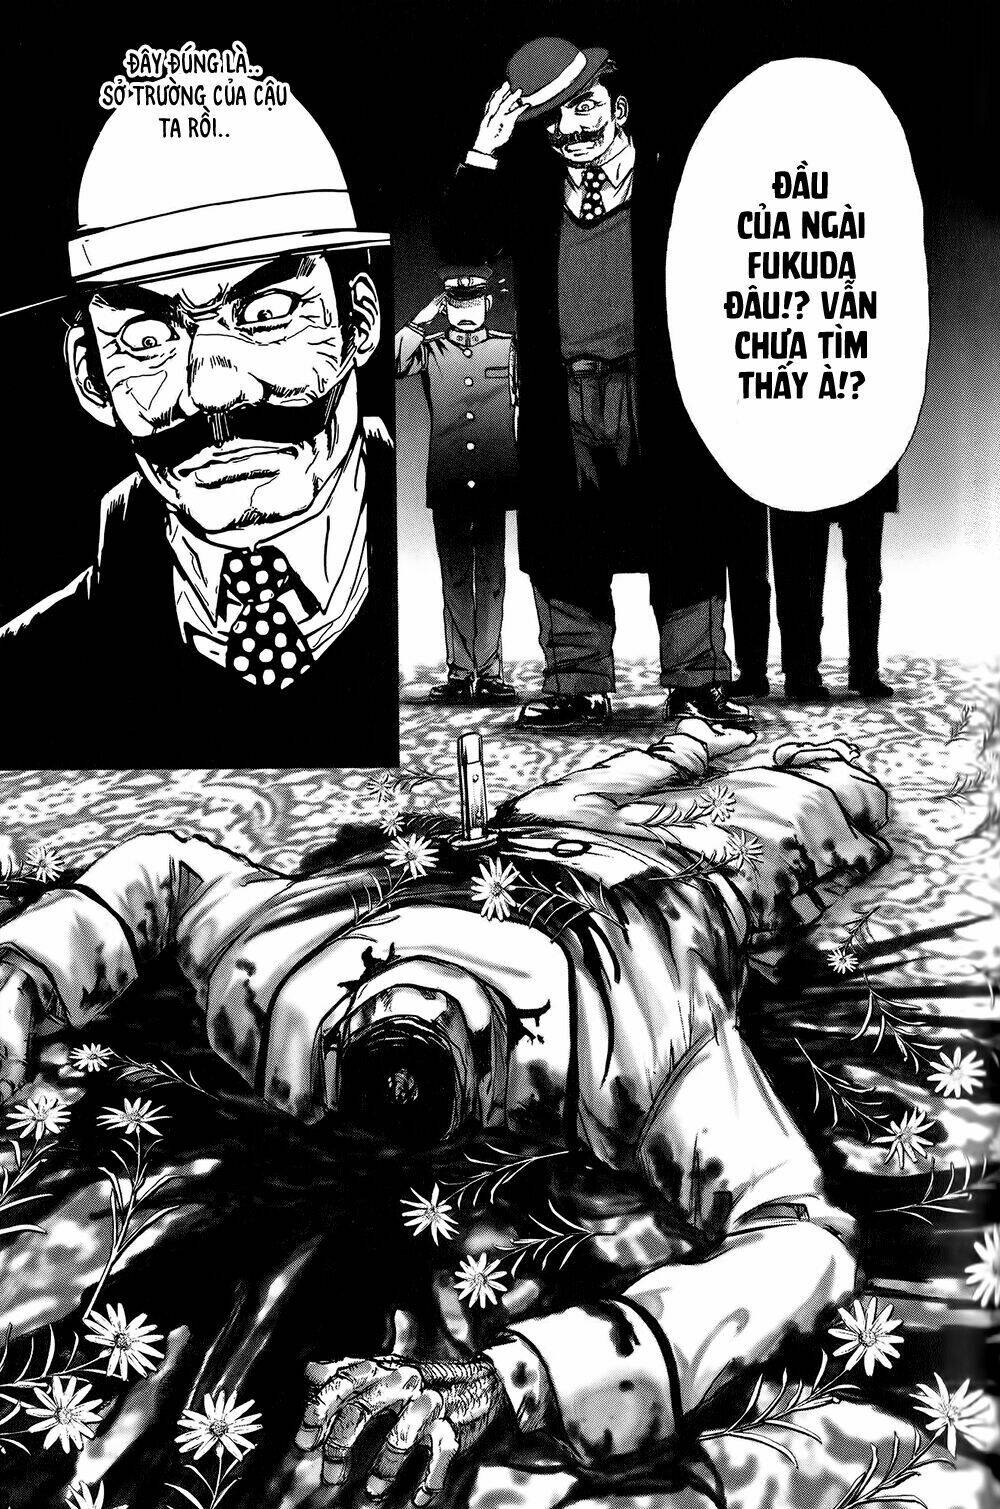 ĐẦU
CỦA NGÀI
FUKUDA
ĐÂU!? VẪN
CHƯA TÌM
THẤY À!?
ĐÂY ĐÚNG LÀ..
SỞ TRƯỜNG CỦA CẬU
TA RỒI..